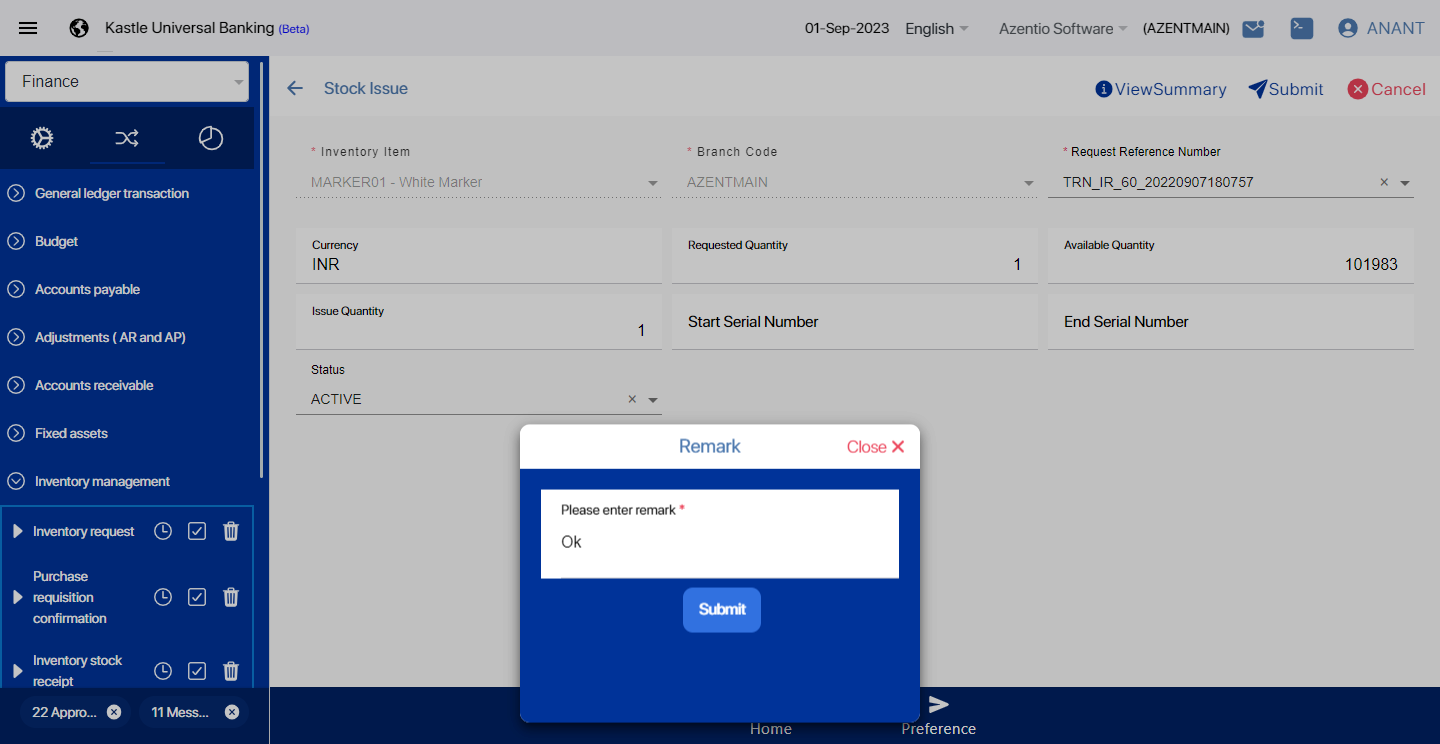 Kastle Universal Banking (Beta)
01-Sep-2023
English
Azentio Software
(AZENTMAIN)
ANANT
Finance
General ledger transaction
Budget
Accounts payable
Adjustments ( AR and AP)
Accounts receivable
Fixed assets
Inventory management
Inventory request
Purchase
requisition
confirmation
Inventory stock
receipt
22 Appro...
11 Mess...
Stock Issue
ViewSummary
Submit
Cancel
* Inventory Item
MARKER01 - White Marker
* Branch Code
AZENTMAIN
* Request Reference Number
TRN_IR_60_20220907180757
Currency
INR
Requested Quantity
1
Available Quantity
101983
Issue Quantity
1
Start Serial Number
End Serial Number
Status
ACTIVE
Remark
Close
Please enter remark *
Ok
Submit
Home
Preference